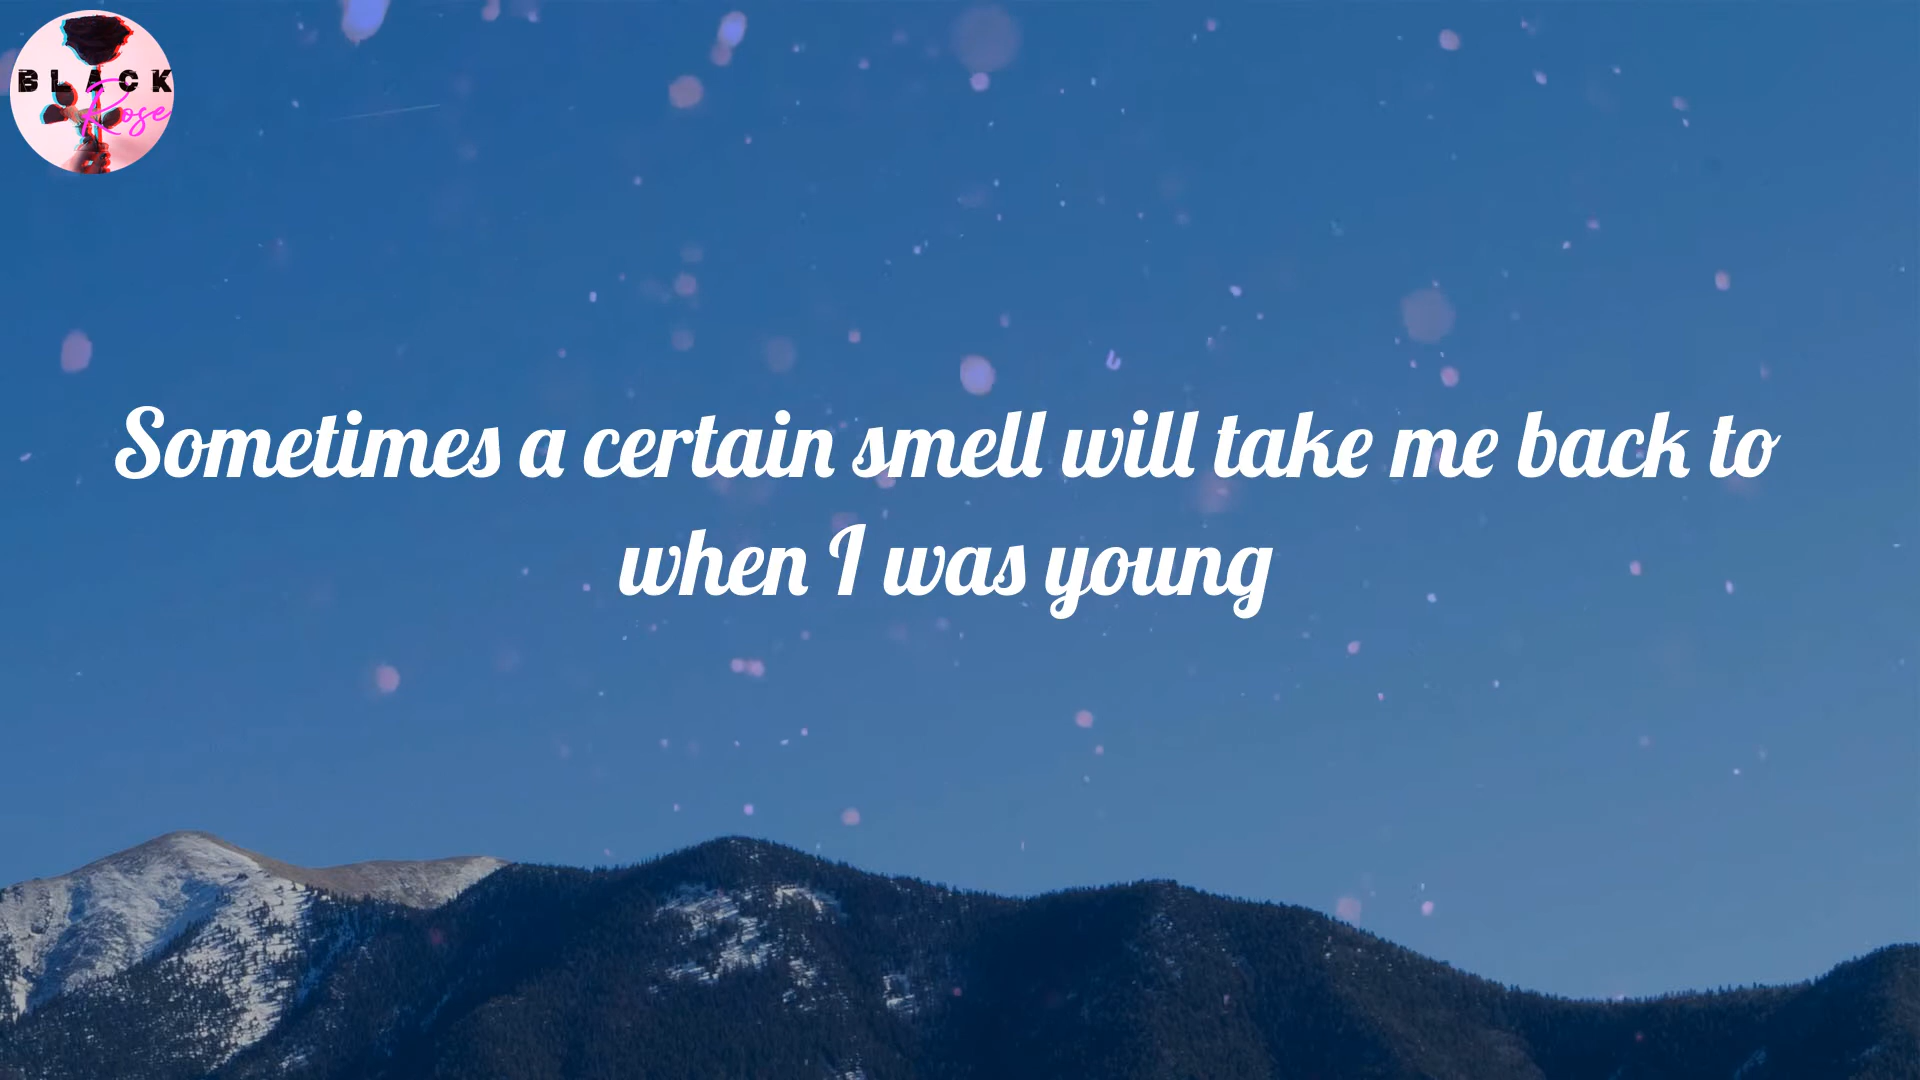 BLACK
Rose
Sometimes a certain smell will take me back to
when I was young